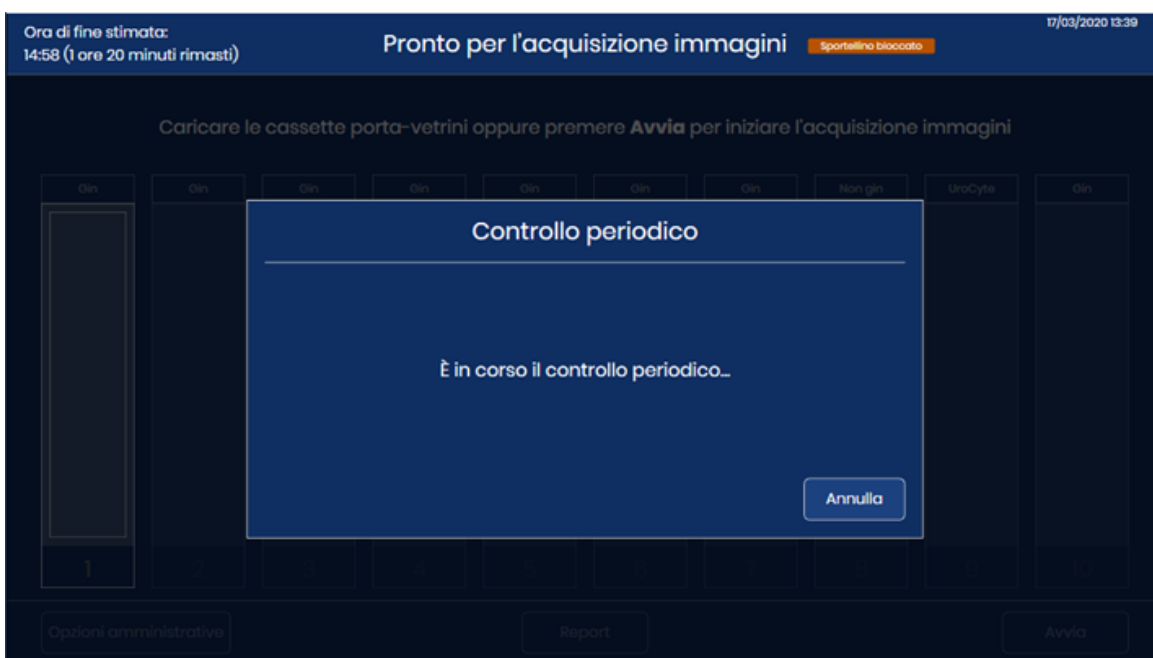 Ora di fine stimata:
14:58 (1 ore 20 minuti rimasti)
Pronto per l'acquisizione immagini
Sportellino bloccato
17/03/2020 13:39
Caricare le cassette porta-vetrini oppure premere Avvia per iniziare l'acquisizione immagini
Gin Gin Gin Gin Gin Gin Gin Non gin UroCyte Gin
Controllo periodico
È in corso il controllo periodico...
Annulla
1 2 3 4 5 6 7 8 9 10
Opzioni amministrative Report Avvia